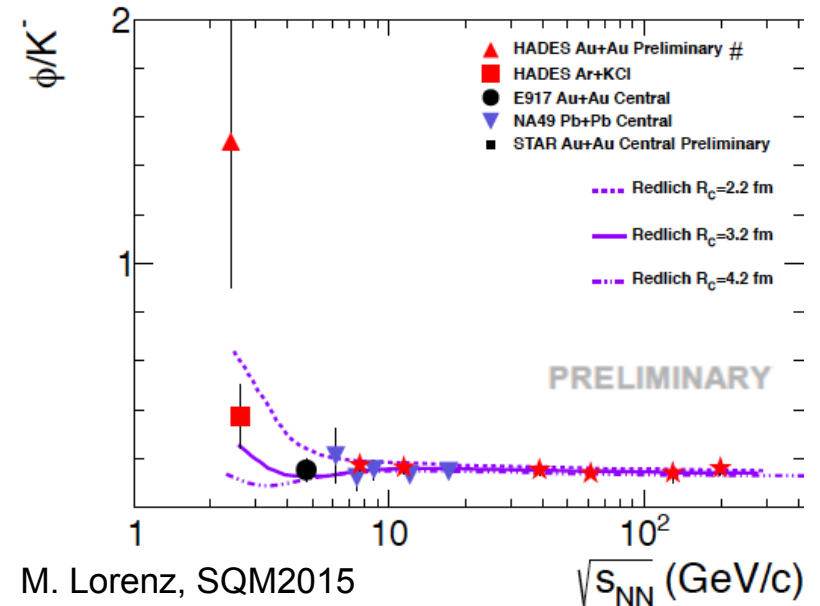 2
φ/K⁻
HADES Au+Au Preliminary #
HADES Ar+KCl
E917 Au+Au Central
NA49 Pb+Pb Central
STAR Au+Au Central Preliminary
Redlich R_C=2.2 fm
1
Redlich R_C=3.2 fm
Redlich R_C=4.2 fm
PRELIMINARY
1 10 10²
M. Lorenz, SQM2015 √s_NN (GeV/c)